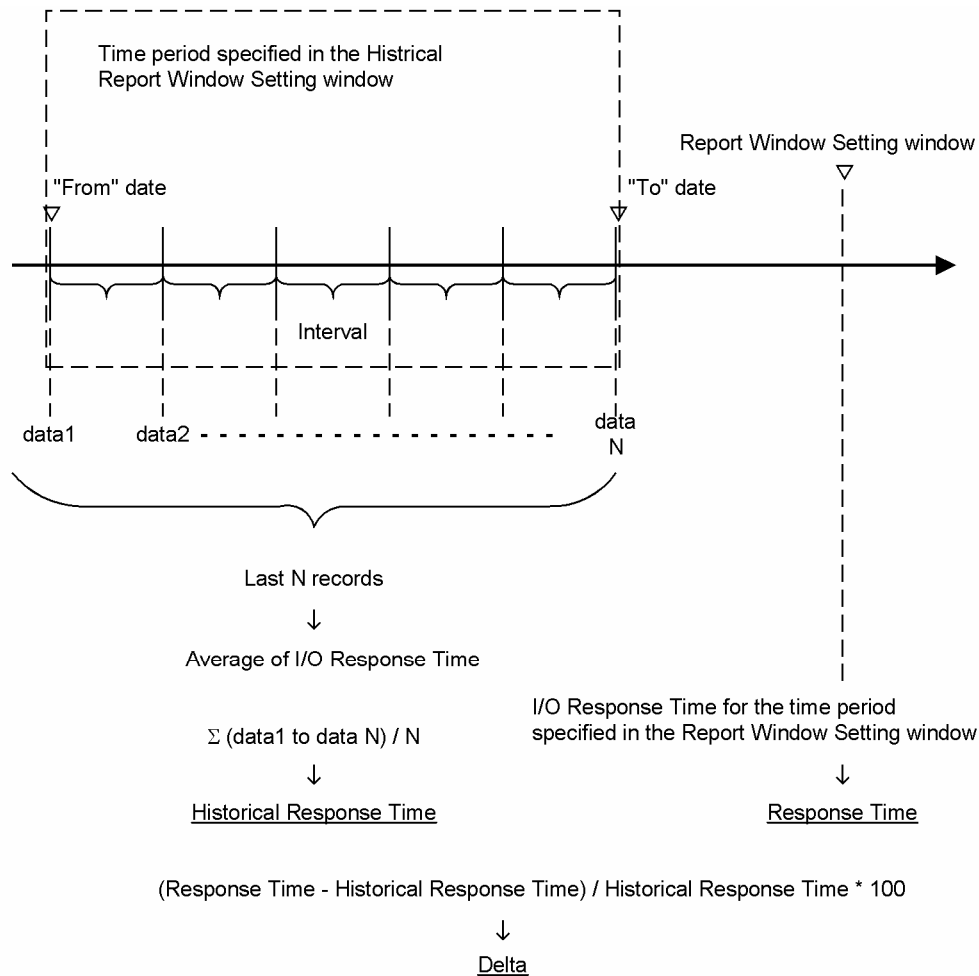 Time period specified in the Histrical
Report Window Setting window
Report Window Setting window
"From" date
"To" date
Interval
data1
data2
data
N
Last N records
Average of I/O Response Time
I/O Response Time for the time period
specified in the Report Window Setting window
Σ (data1 to data N) / N
Historical Response Time
Response Time
(Response Time - Historical Response Time) / Historical Response Time * 100
Delta